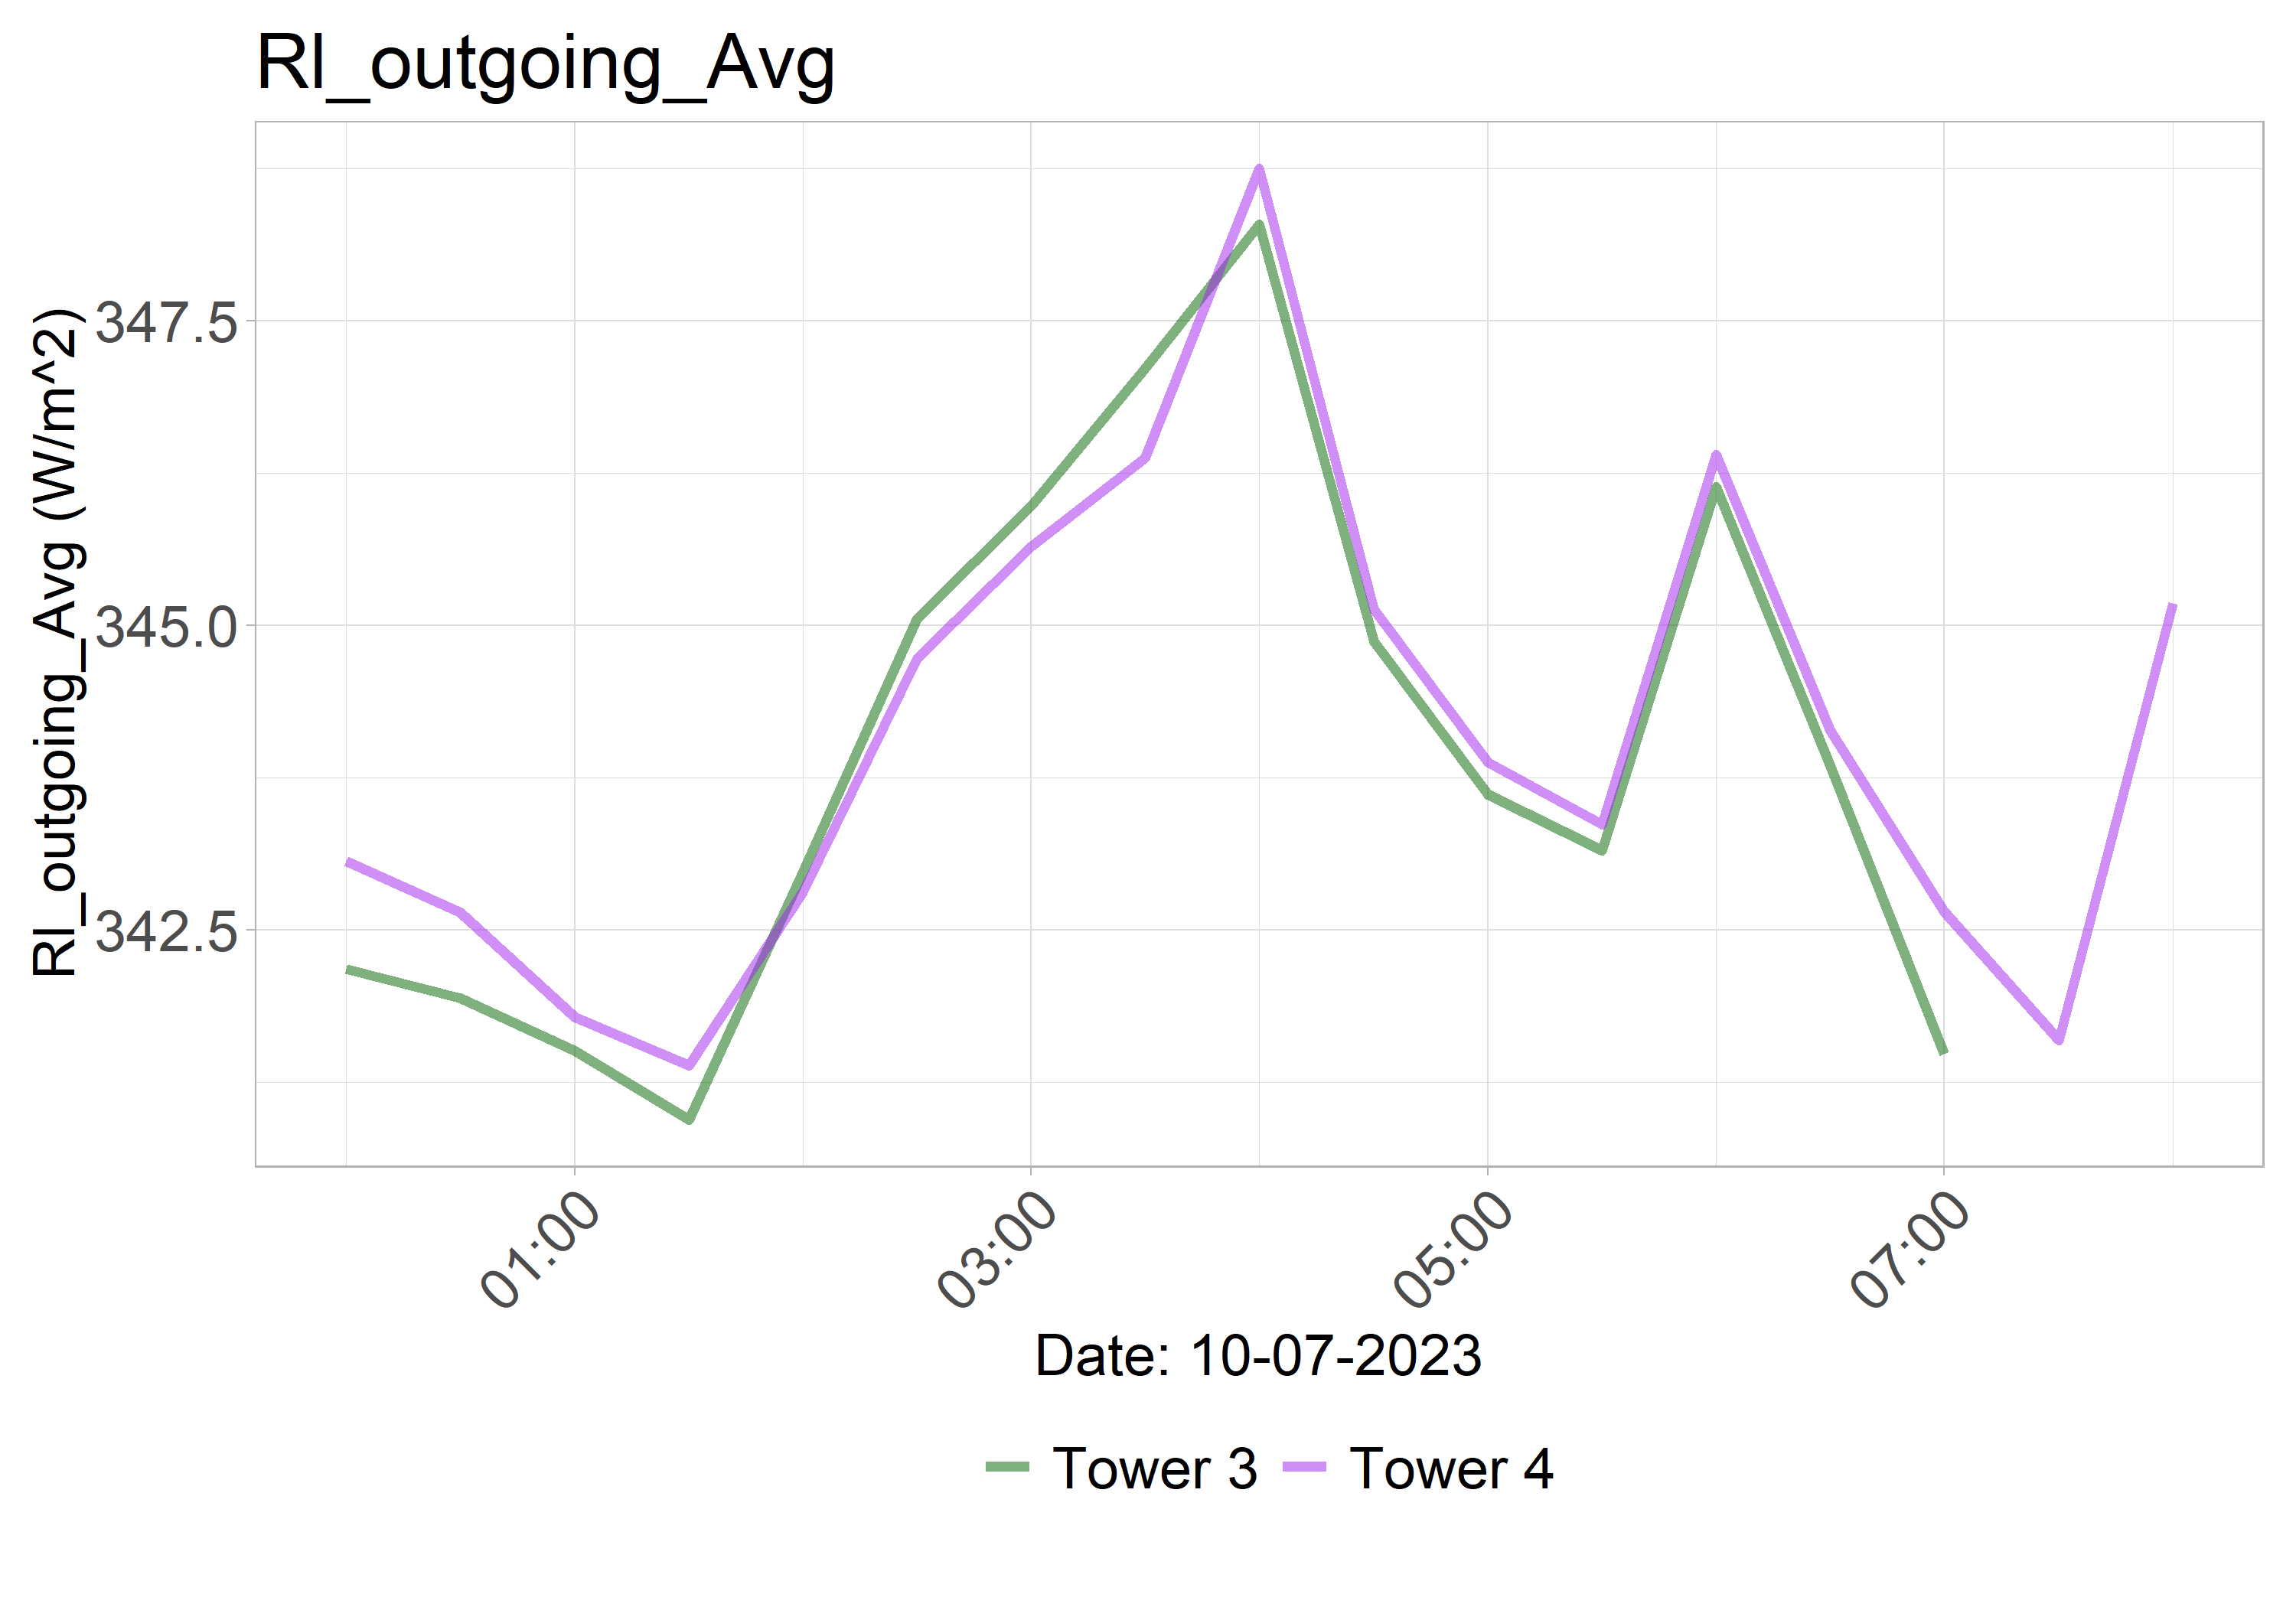 Rl_outgoing_Avg
Rl_outgoing_Avg (W/m^2)
347.5
345.0
342.5
01:00
03:00
05:00
07:00
Date: 10-07-2023
Tower 3
Tower 4